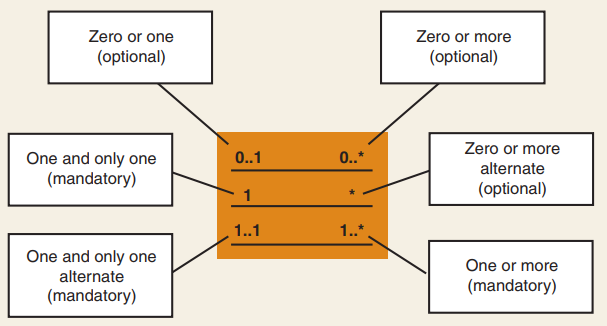 Zero or one
(optional)
Zero or more
(optional)
One and only one
(mandatory)
0..1 0..*
1 *
1..1 1..*
Zero or more
alternate
(optional)
One and only one
alternate
(mandatory)
One or more
(mandatory)